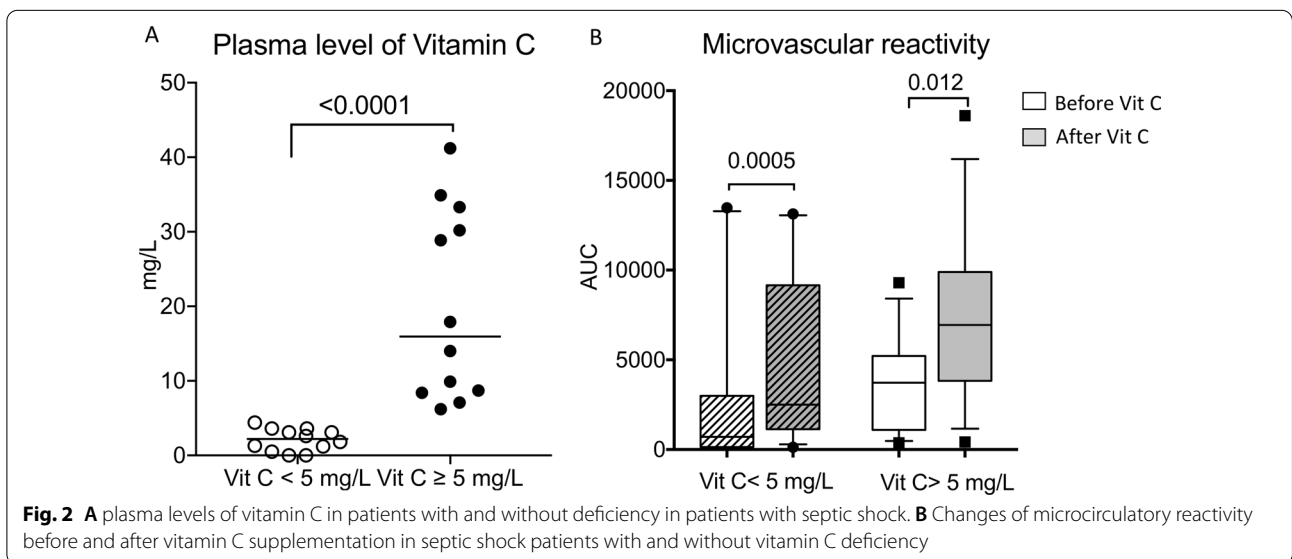 A
Plasma level of Vitamin C
50
40
30
20
10
0
mg/L
<0.0001
Vit C < 5 mg/L Vit C ≥ 5 mg/L
B
Microvascular reactivity
20000
15000
10000
5000
0
AUC
0.0005
0.012
Before Vit C
After Vit C
Vit C< 5 mg/L
Vit C> 5 mg/L
Fig. 2 A plasma levels of vitamin C in patients with and without deficiency in patients with septic shock. B Changes of microcirculatory reactivity
before and after vitamin C supplementation in septic shock patients with and without vitamin C deficiency